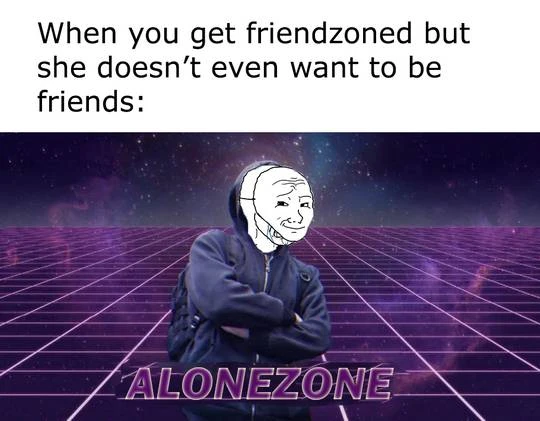 When you get friendzoned but
she doesn’t even want to be
friends:
ALONEZONE